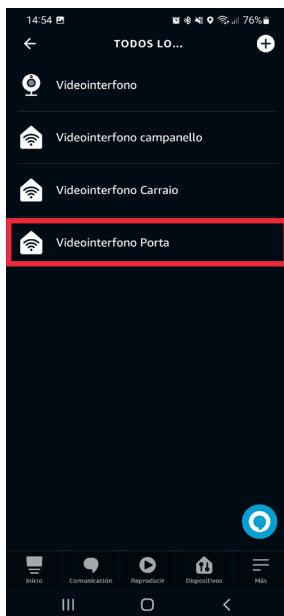 14:54 76%
TODOS LO...
Videointerfono
Videointerfono campanello
Videointerfono Carraio
Videointerfono Porta
Inicio Comunicación Reproducir Dispositivos Más